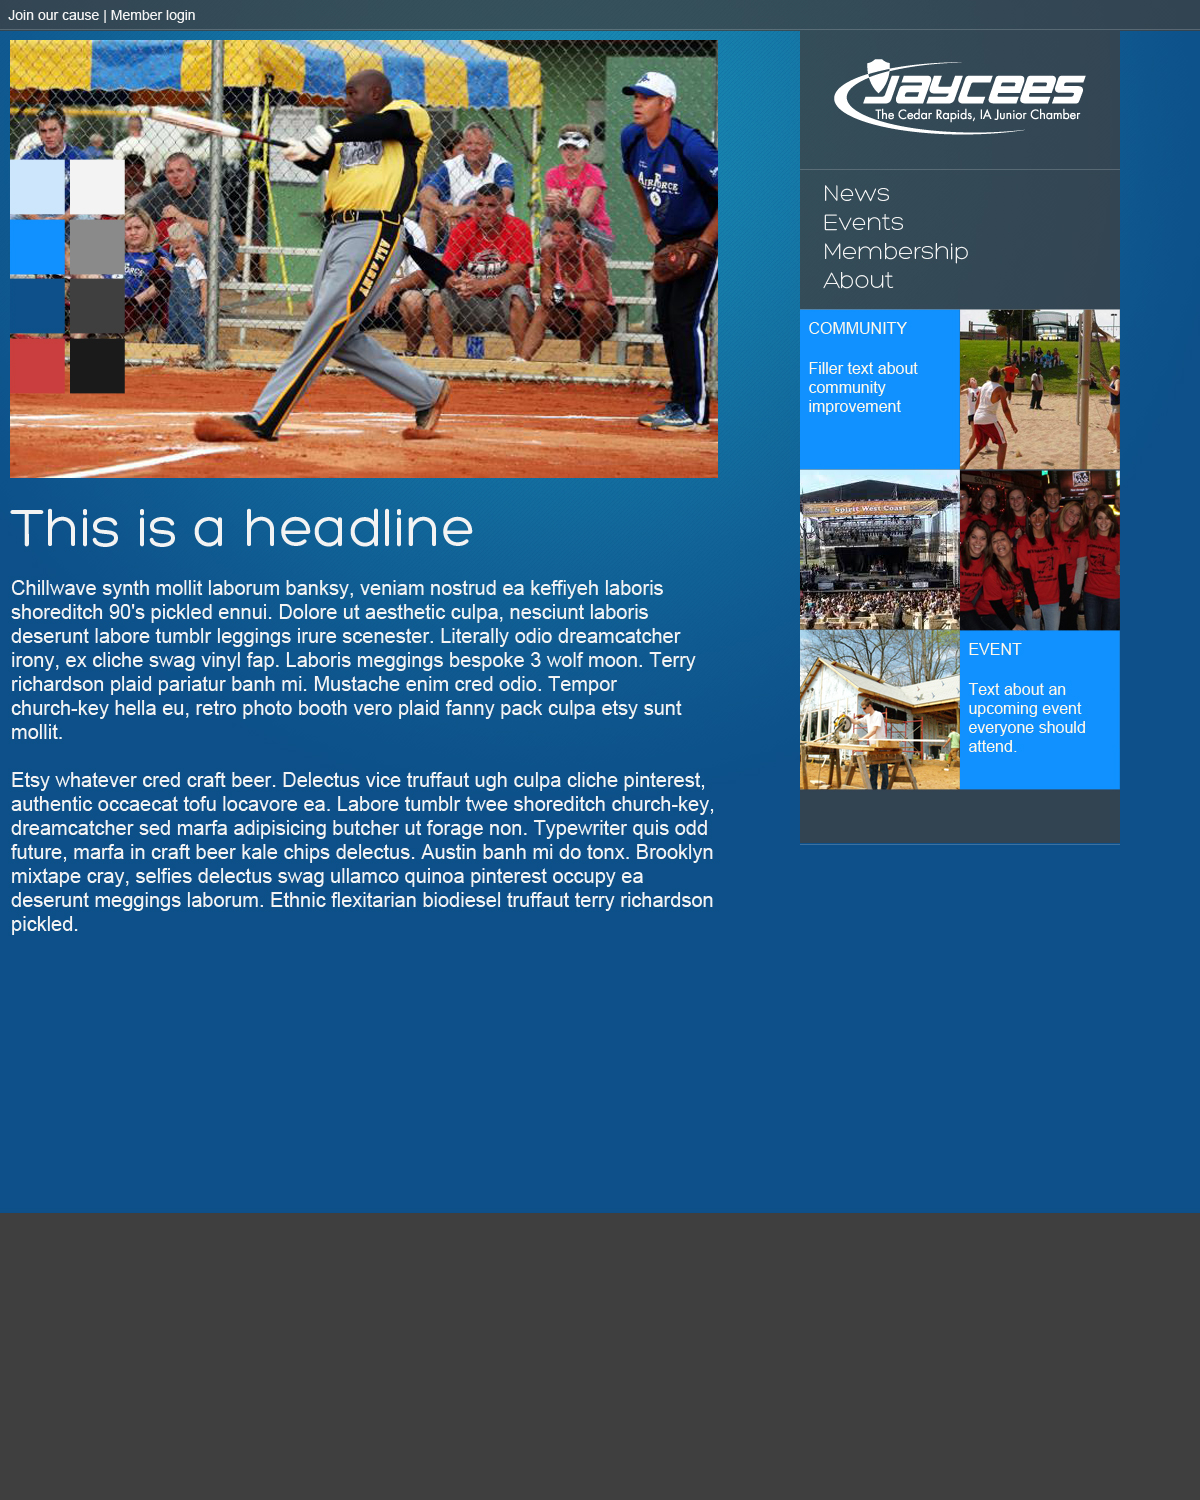 Join our cause | Member login
Jaycees
The Cedar Rapids, IA Junior Chamber
News
Events
Membership
About
AIR FORCE
ALL ARMY
COMMUNITY
Filler text about
community
improvement
Spirit West Coast
EVENT
Text about an
upcoming event
everyone should
attend.
This is a headline
Chillwave synth mollit laborum banksy, veniam nostrud ea keffiyeh laboris
shoreditch 90's pickled ennui. Dolore ut aesthetic culpa, nesciunt laboris
deserunt labore tumblr leggings irure scenester. Literally odio dreamcatcher
irony, ex cliche swag vinyl fap. Laboris meggings bespoke 3 wolf moon. Terry
richardson plaid pariatur banh mi. Mustache enim cred odio. Tempor
church-key hella eu, retro photo booth vero plaid fanny pack culpa etsy sunt
mollit.
Etsy whatever cred craft beer. Delectus vice truffaut ugh culpa cliche pinterest,
authentic occaecat tofu locavore ea. Labore tumblr twee shoreditch church-key,
dreamcatcher sed marfa adipisicing butcher ut forage non. Typewriter quis odd
future, marfa in craft beer kale chips delectus. Austin banh mi do tonx. Brooklyn
mixtape cray, selfies delectus swag ullamco quinoa pinterest occupy ea
deserunt meggings laborum. Ethnic flexitarian biodiesel truffaut terry richardson
pickled.